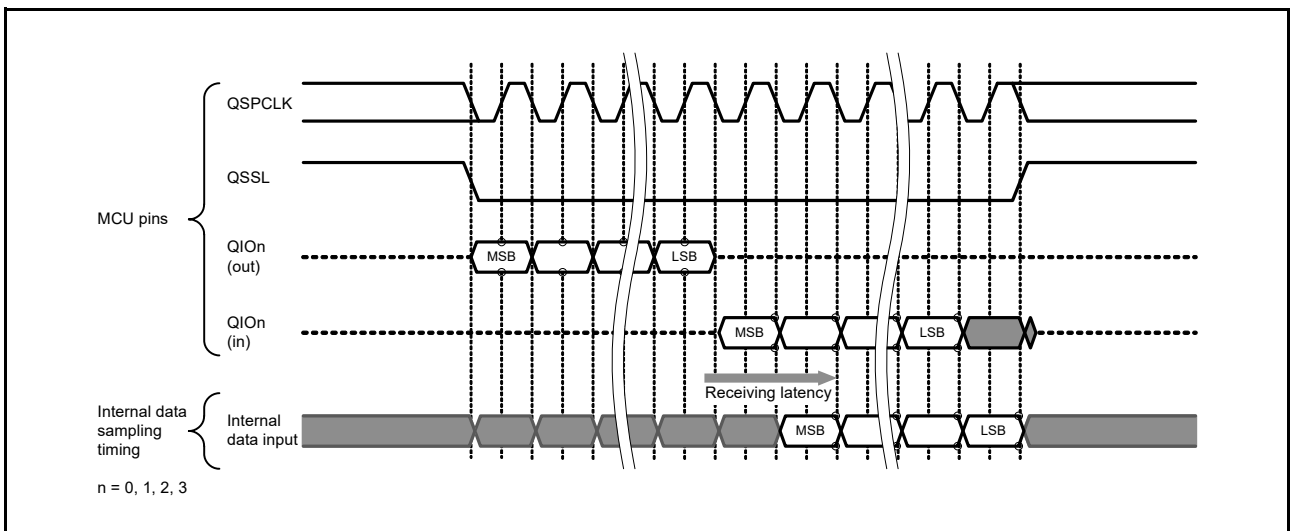 QSPCLK
QSSL
MCU pins
QIOn
(out)
MSB
LSB
QIOn
(in)
MSB
LSB
Receiving latency
Internal data
sampling
timing
Internal
data input
MSB
LSB
n = 0, 1, 2, 3